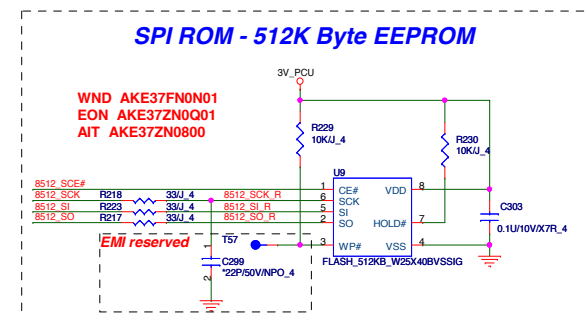 SPI ROM - 512K Byte EEPROM
3V_PCU
WND AKE37FN0N01
EON AKE37ZN0Q01
AIT AKE37ZN0800
R229
10K/J_4
R230
10K/J_4
U9
8512_SCE#
1 CE# VDD 8
8512_SCK R218 33/J_4 8512_SCK_R 6 SCK
8512_SI R223 33/J_4 8512_SI_R 5 SI
8512_SO R217 33/J_4 8512_SO_R 2 SO HOLD# 7
C303
0.1U/10V/X7R_4
EMI reserved
T57
3 WP# VSS 4
FLASH_512KB_W25X40BVSSIG
1
C299
*22P/50V/NPO_4
2